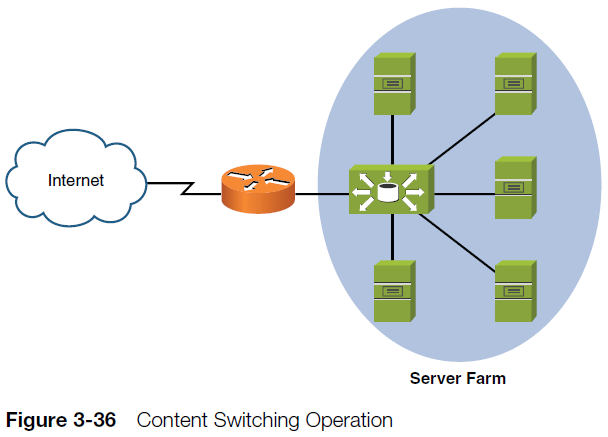 Internet
Server Farm
Figure 3-36 Content Switching Operation